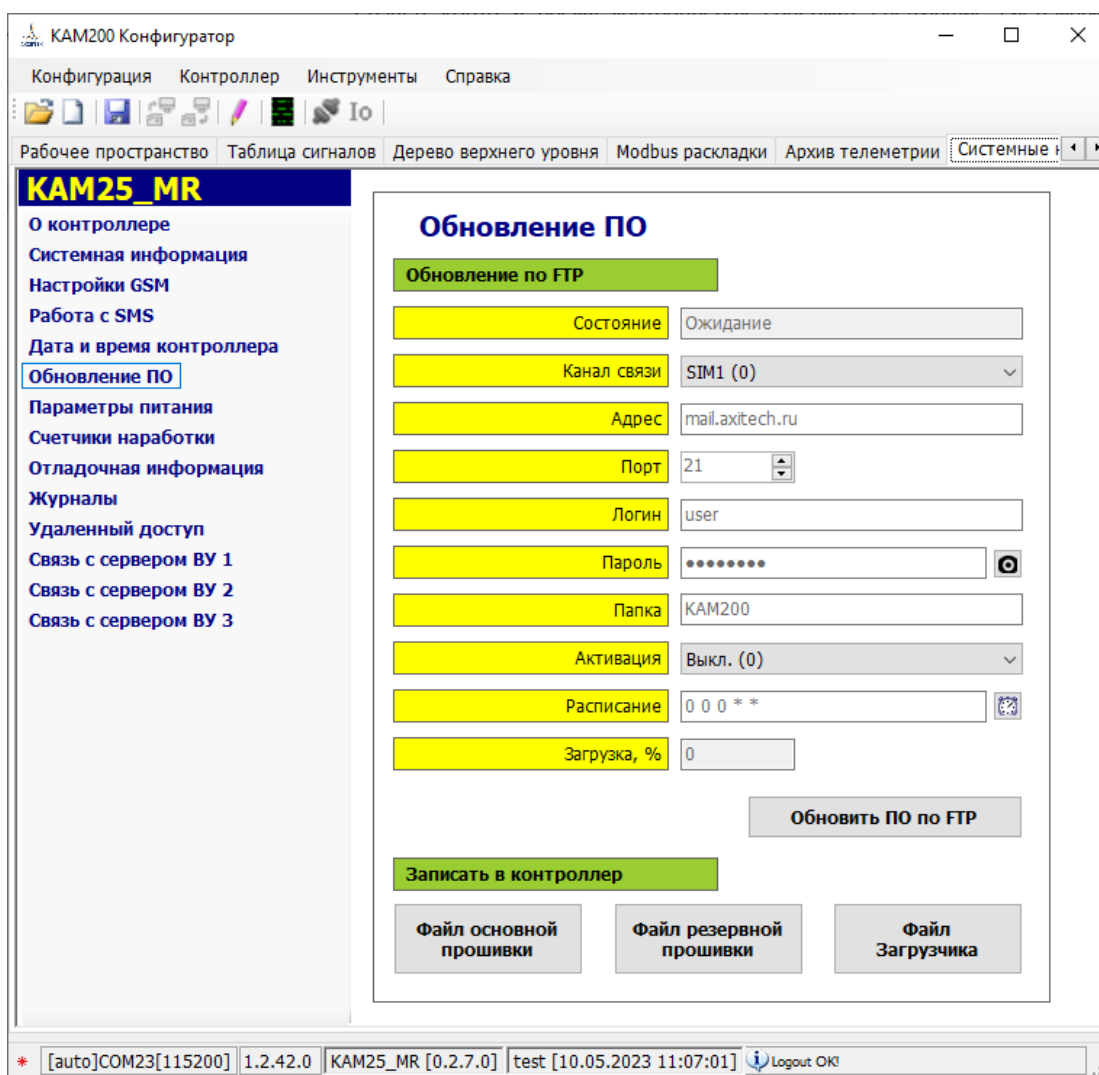 КАМ200 Конфигуратор
Конфигурация Контроллер Инструменты Справка
Io
Рабочее пространство Таблица сигналов Дерево верхнего уровня Modbus раскладки Архив телеметрии Системные
KAM25_MR
О контроллере
Системная информация
Настройки GSM
Работа с SMS
Дата и время контроллера
Обновление ПО
Параметры питания
Счетчики наработки
Отладочная информация
Журналы
Удаленный доступ
Связь с сервером ВУ 1
Связь с сервером ВУ 2
Связь с сервером ВУ 3
Обновление ПО
Обновление по FTP
Состояние Ожидание
Канал связи SIM1 (0)
Адрес mail.axitech.ru
Порт 21
Логин user
Пароль ●●●●●●●●
Папка KAM200
Активация Выкл. (0)
Расписание 0 0 0 * *
Загрузка, % 0
Обновить ПО по FTP
Записать в контроллер
Файл основной прошивки
Файл резервной прошивки
Файл Загрузчика
* [auto]COM23[115200] 1.2.42.0 KAM25_MR [0.2.7.0] test [10.05.2023 11:07:01] Logout OK!